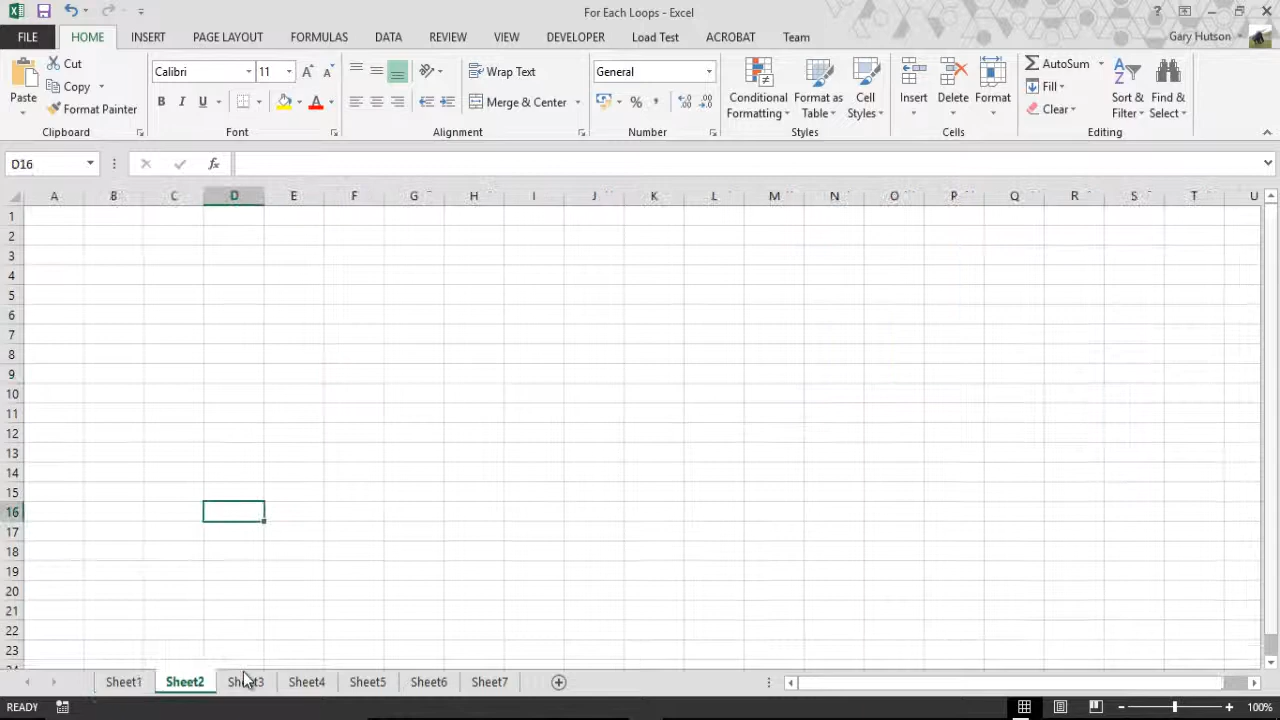 For Each Loops - Excel
FILE HOME INSERT PAGE LAYOUT FORMULAS DATA REVIEW VIEW DEVELOPER Load Test ACROBAT Team Gary Hutson
Paste Cut Copy Format Painter
Clipboard
Calibri 11
B I U A
Font
Wrap Text
Merge & Center
Alignment
General
%
Number
Conditional Formatting Format as Table Cell Styles
Styles
Insert Delete Format
Cells
AutoSum
Fill
Clear
Sort & Filter Find & Select
Editing
D16 fx
A B C D E F G H I J K L M N O P Q R S T U
1
2
3
4
5
6
7
8
9
10
11
12
13
14
15
16
17
18
19
20
21
22
23
Sheet1 Sheet2 Sheet3 Sheet4 Sheet5 Sheet6 Sheet7
READY 100%